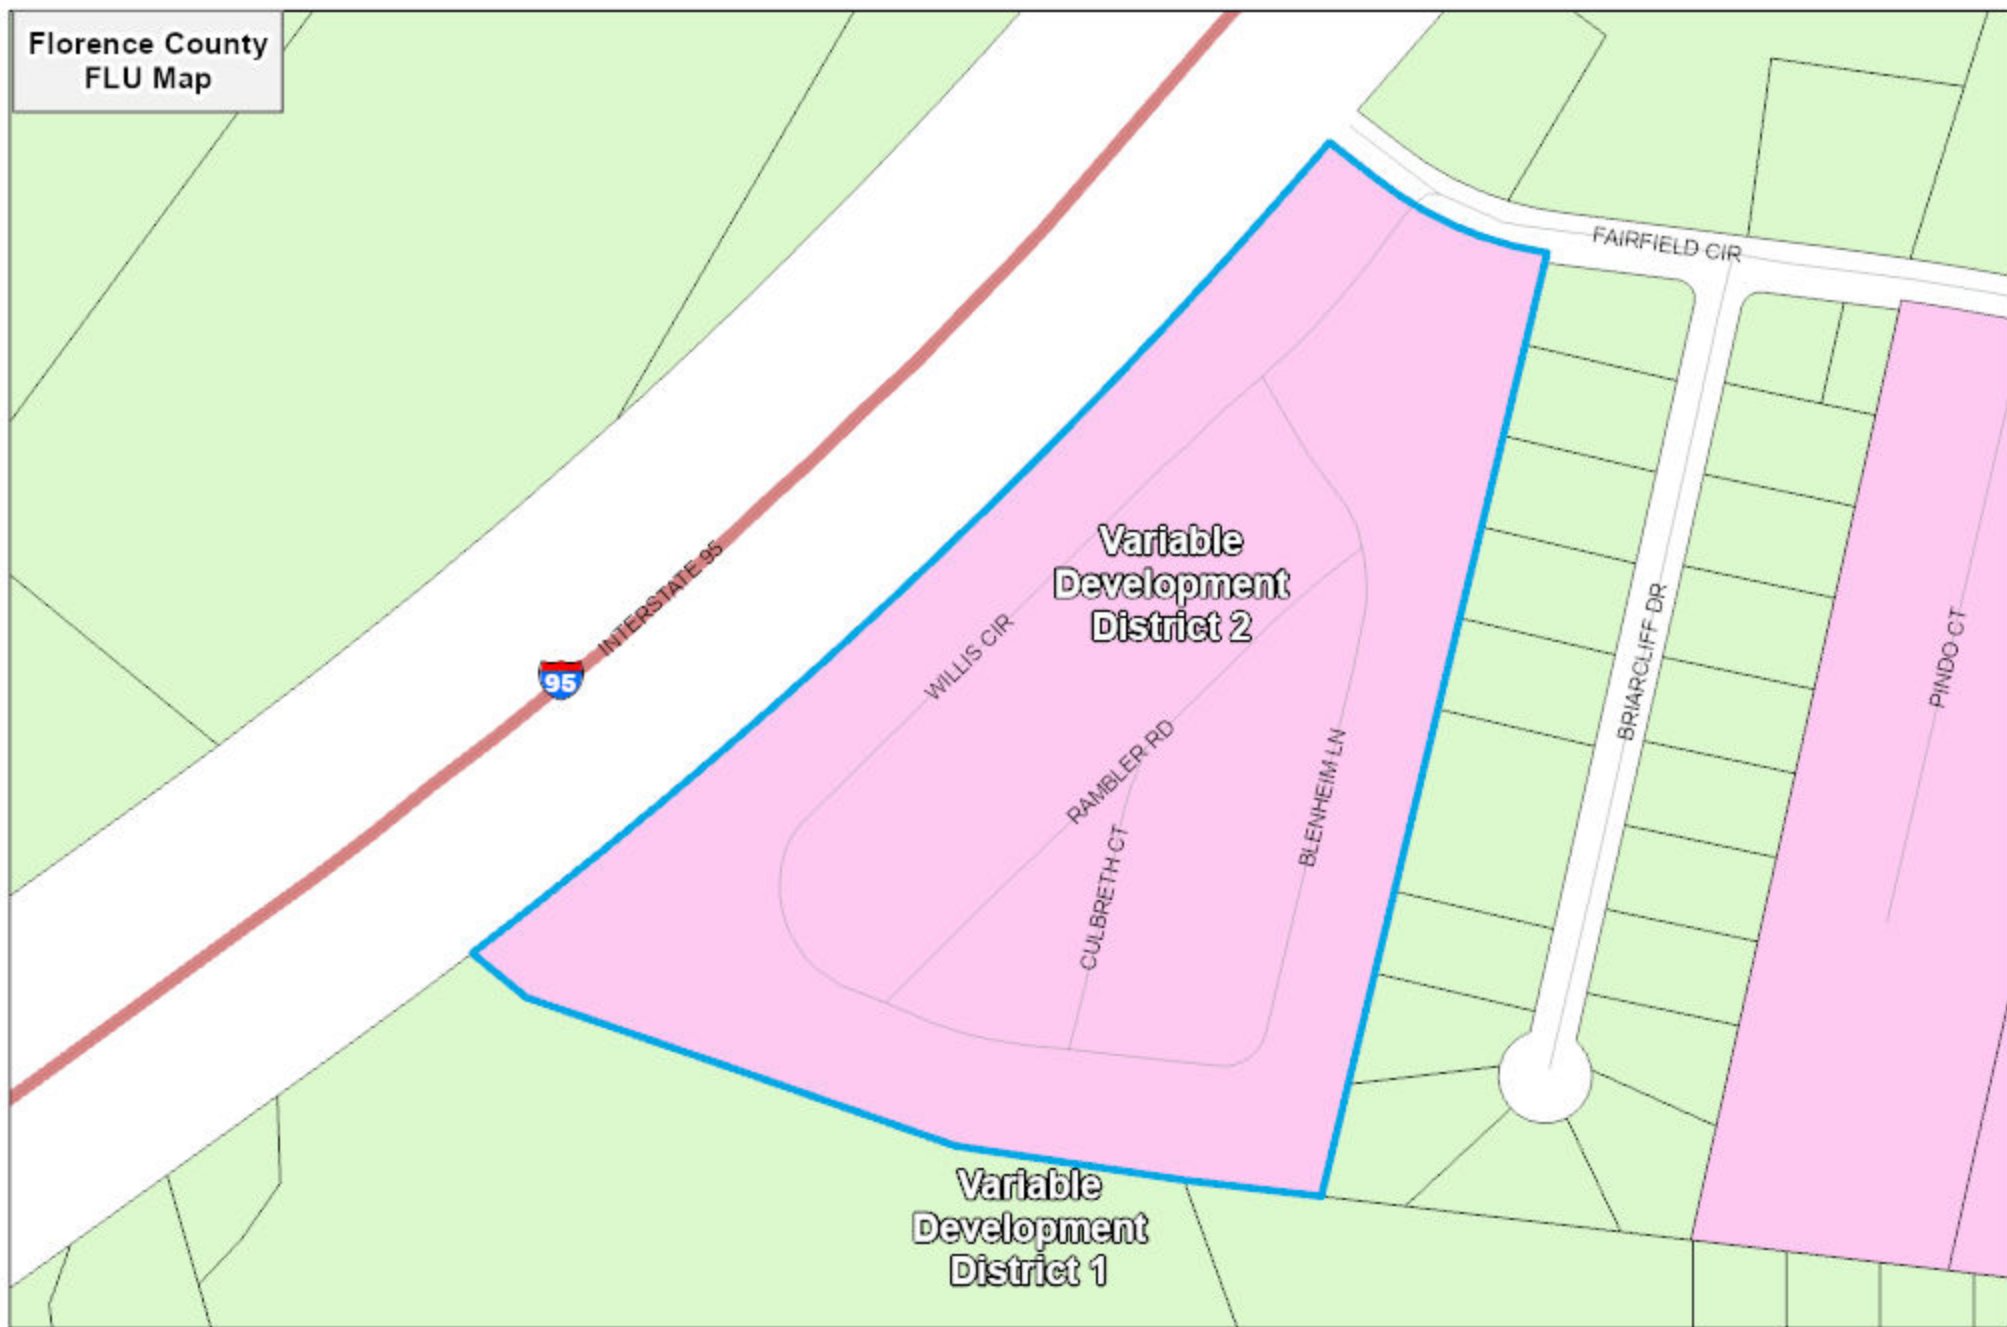 Florence County
FLU Map
FAIRFIELD CIR
INTERSTATE 95
95
Variable
Development
District 2
WILLIS CIR
RAMBLER RD
CULBRETH CT
BLENHEIM LN
BRIARCLIFF DR
PINDO CT
Variable
Development
District 1